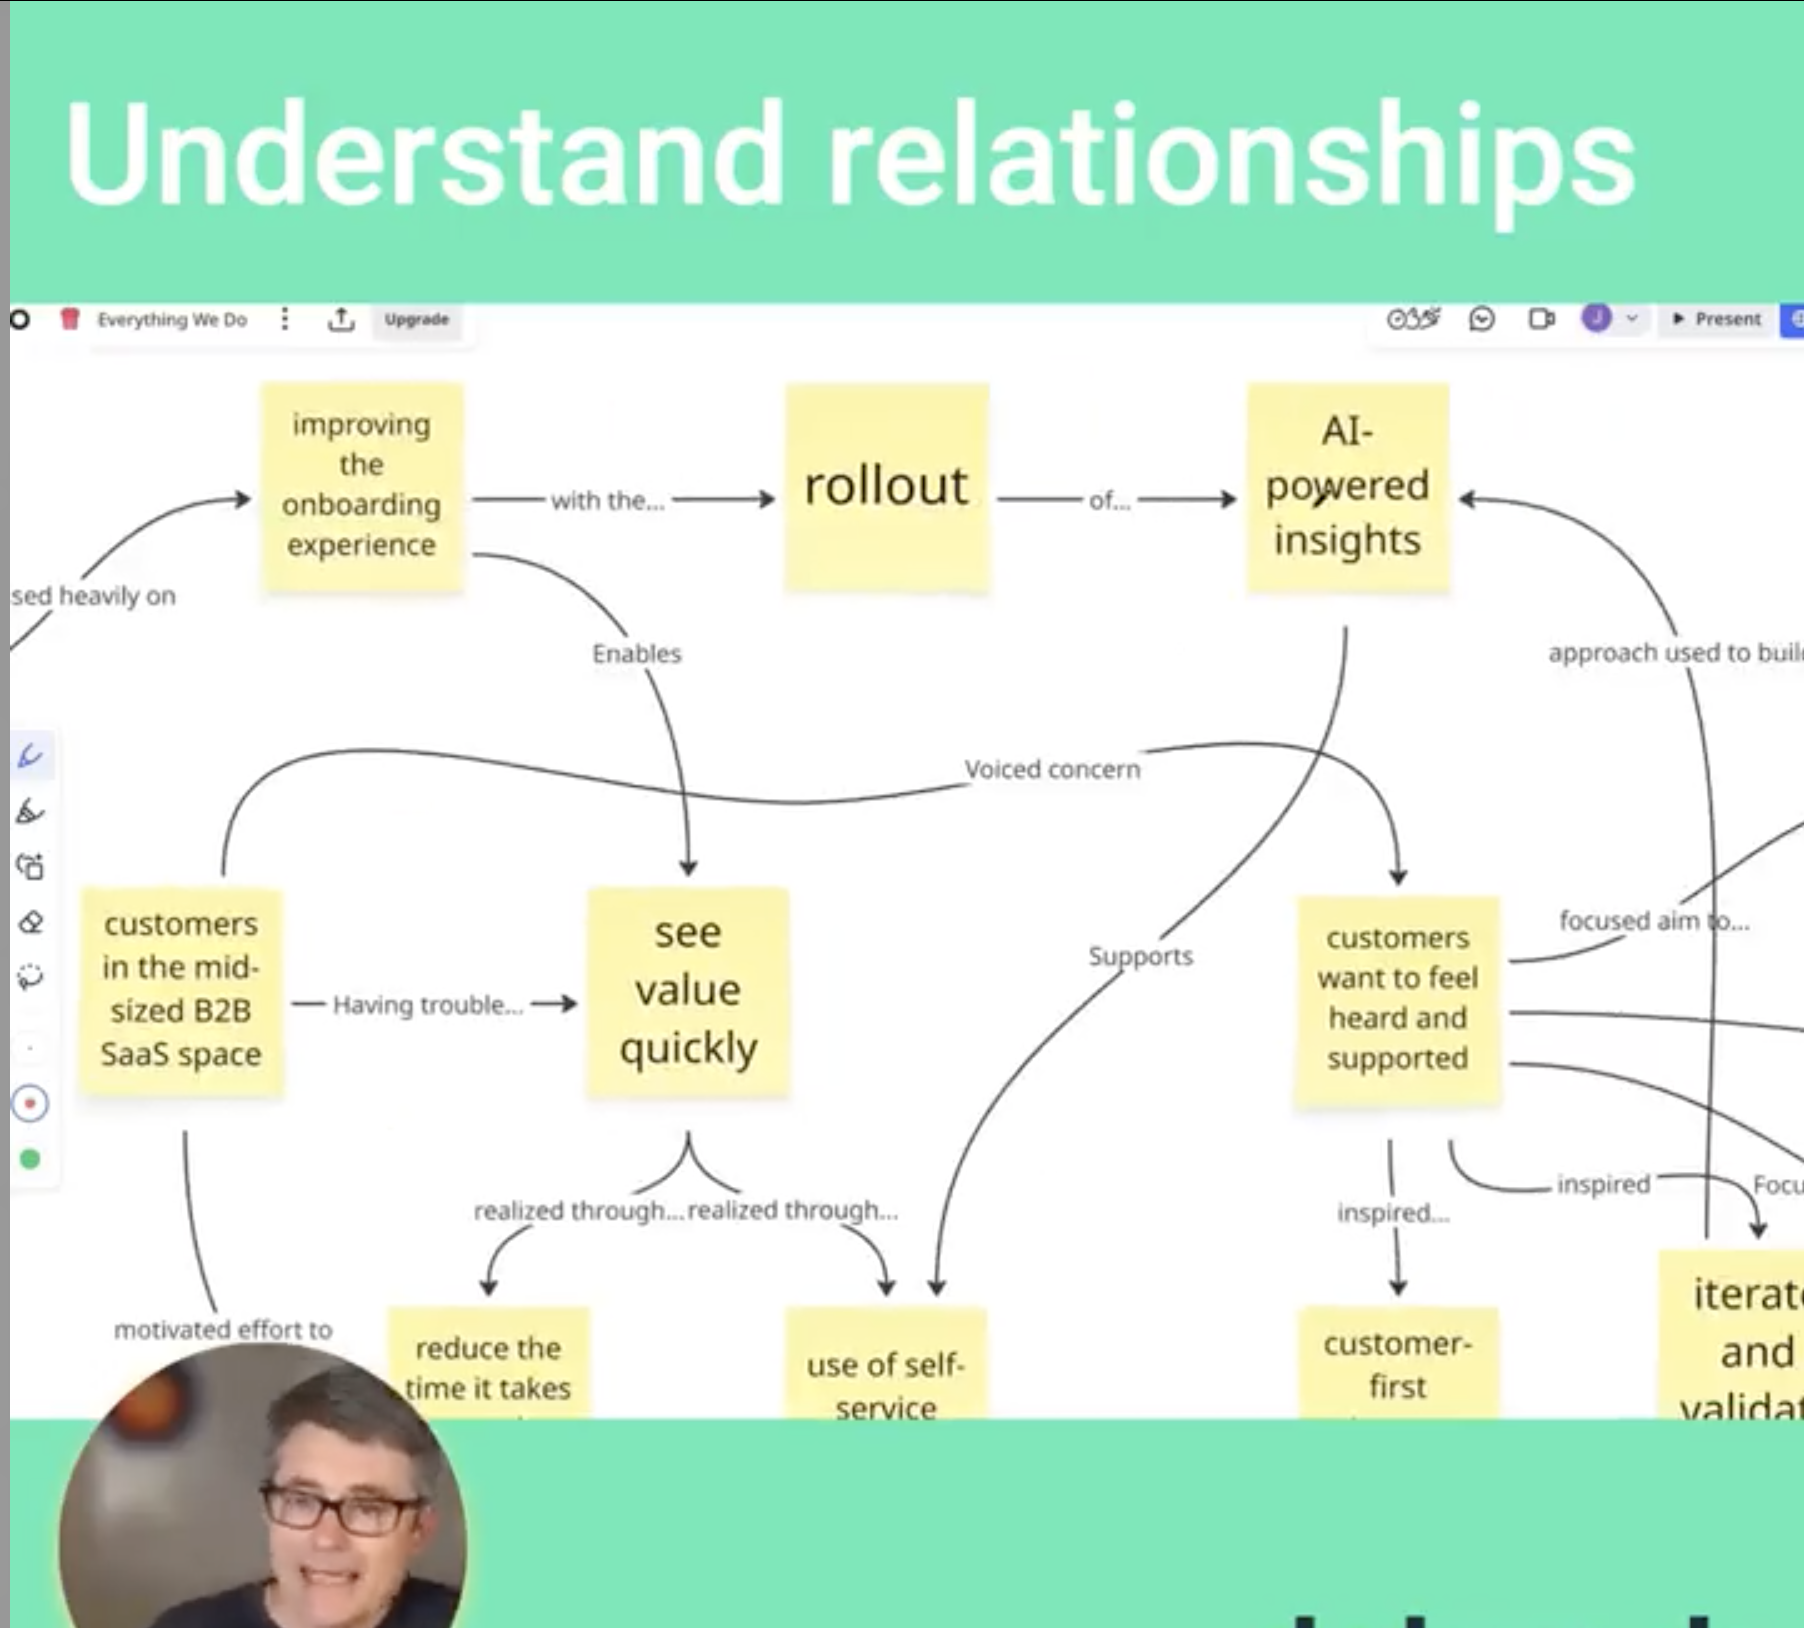 Understand relationships
Everything We Do
Upgrade
J
Present
improving
the
onboarding
experience
with the...
rollout
of...
AI-
powered
insights
sed heavily on
Enables
approach used to buil
Voiced concern
customers
in the mid-
sized B2B
SaaS space
Having trouble...
see
value
quickly
Supports
customers
want to feel
heard and
supported
focused aim to...
realized through...
realized through...
inspired...
inspired
Focu
motivated effort to
reduce the
time it takes
use of self-
service
customer-
first
iterat
and
validat